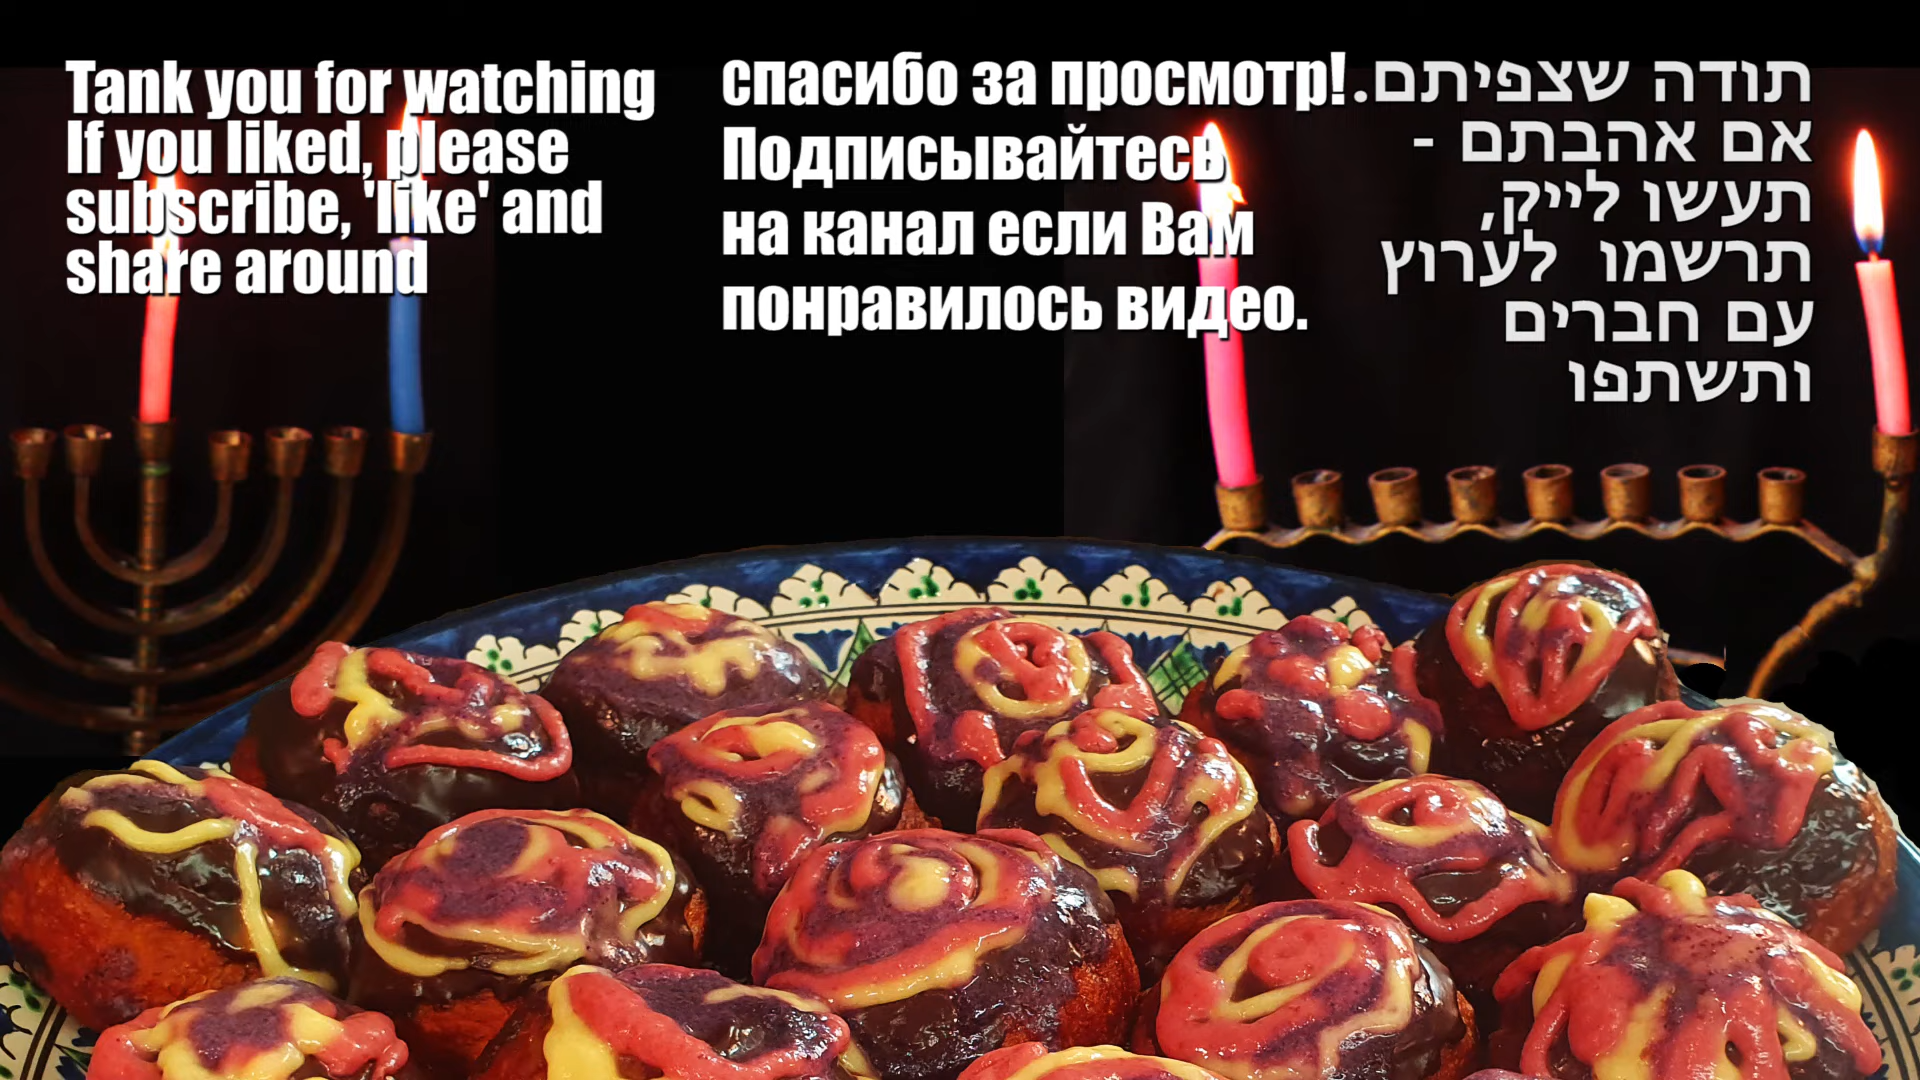 Tank you for watching
If you liked, please
subscribe, 'like' and
share around
спасибо за просмотр!
Подписывайтесь
на канал если Вам
понравилось видео.
תודה שצפיתם.
אם אהבתם -
תעשו לייק,
תרשמו לערוץ
עם חברים
ותשתפו